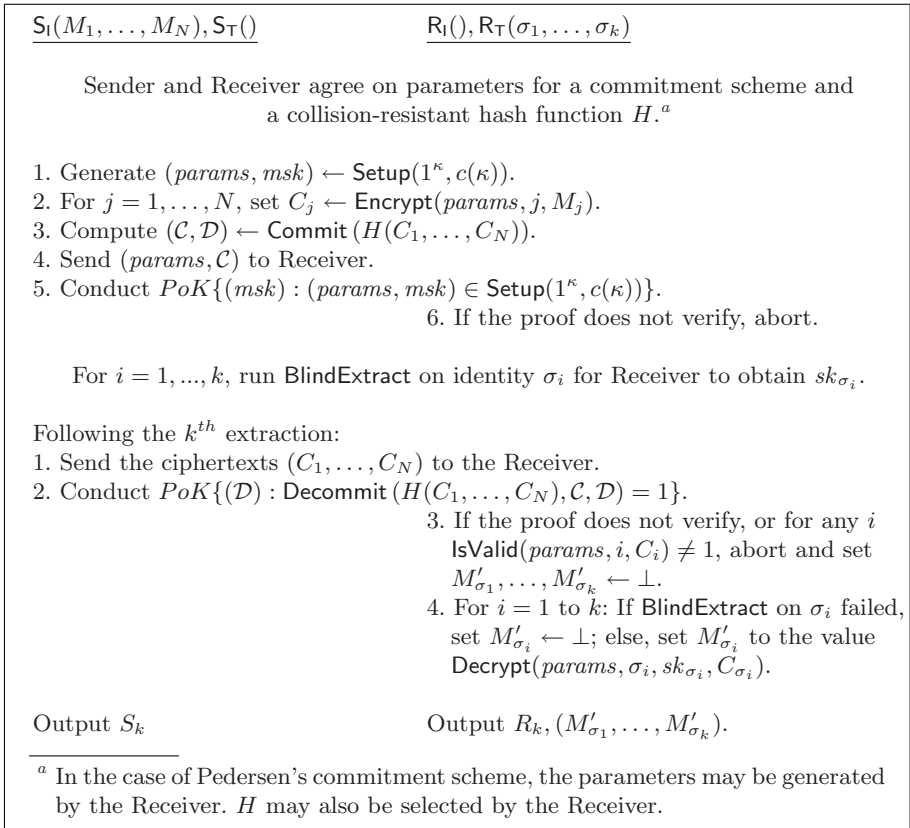 S_I(M_1, . . . , M_N), S_T() R_I(), R_T(σ_1, . . . , σ_k)
Sender and Receiver agree on parameters for a commitment scheme and
a collision-resistant hash function H.^a
1. Generate (params, msk) ← Setup(1^κ, c(κ)).
2. For j = 1, . . . , N, set C_j ← Encrypt(params, j, M_j).
3. Compute (𝒞, 𝒟) ← Commit (H(C_1, . . . , C_N)).
4. Send (params, 𝒞) to Receiver.
5. Conduct PoK{(msk) : (params, msk) ∈ Setup(1^κ, c(κ))}.
6. If the proof does not verify, abort.
For i = 1, ..., k, run BlindExtract on identity σ_i for Receiver to obtain sk_{σ_i}.
Following the k^{th} extraction:
1. Send the ciphertexts (C_1, . . . , C_N) to the Receiver.
2. Conduct PoK{(𝒟) : Decommit (H(C_1, . . . , C_N), 𝒞, 𝒟) = 1}.
3. If the proof does not verify, or for any i
IsValid(params, i, C_i) ≠ 1, abort and set
M'_{σ_1}, . . . , M'_{σ_k} ← ⊥.
4. For i = 1 to k: If BlindExtract on σ_i failed,
set M'_{σ_i} ← ⊥; else, set M'_{σ_i} to the value
Decrypt(params, σ_i, sk_{σ_i}, C_{σ_i}).
Output S_k Output R_k, (M'_{σ_1}, . . . , M'_{σ_k}).
^a In the case of Pedersen's commitment scheme, the parameters may be generated
by the Receiver. H may also be selected by the Receiver.